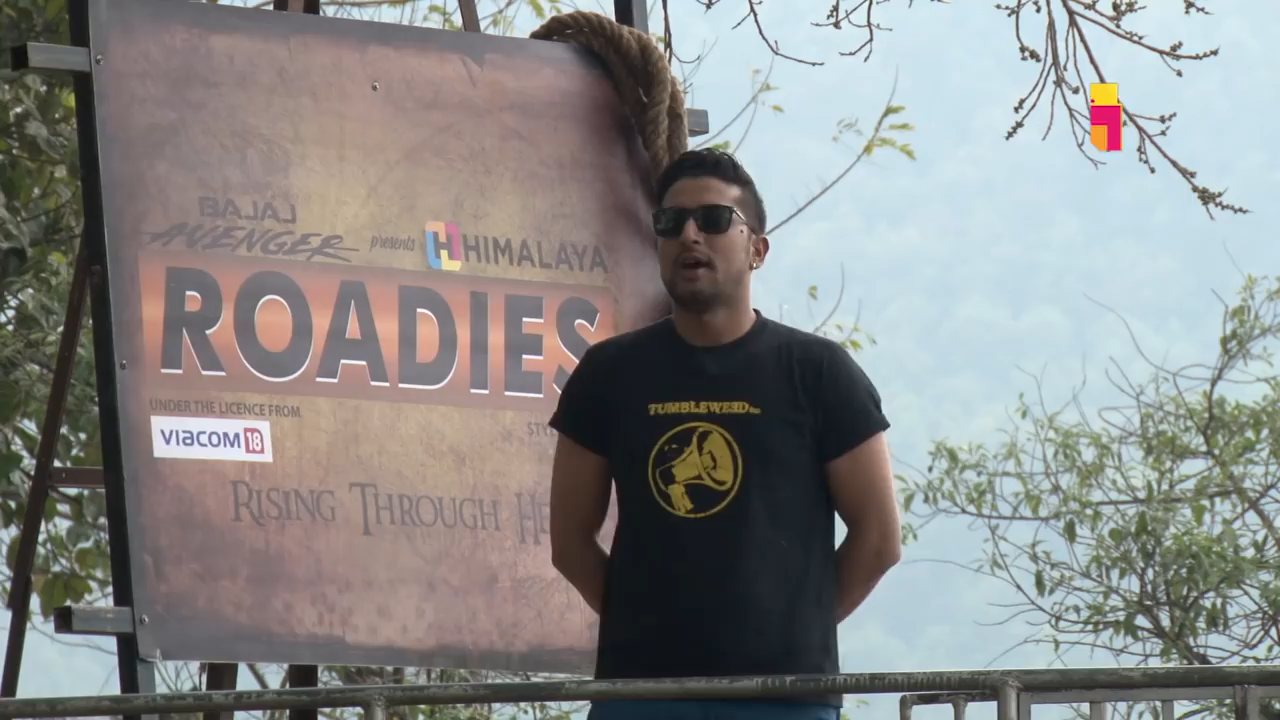 BAJAJ
AVENGER presents HIMALAYA
ROADIES
UNDER THE LICENCE FROM
VIACOM 18
RISING THROUGH
TUMBLEWEED